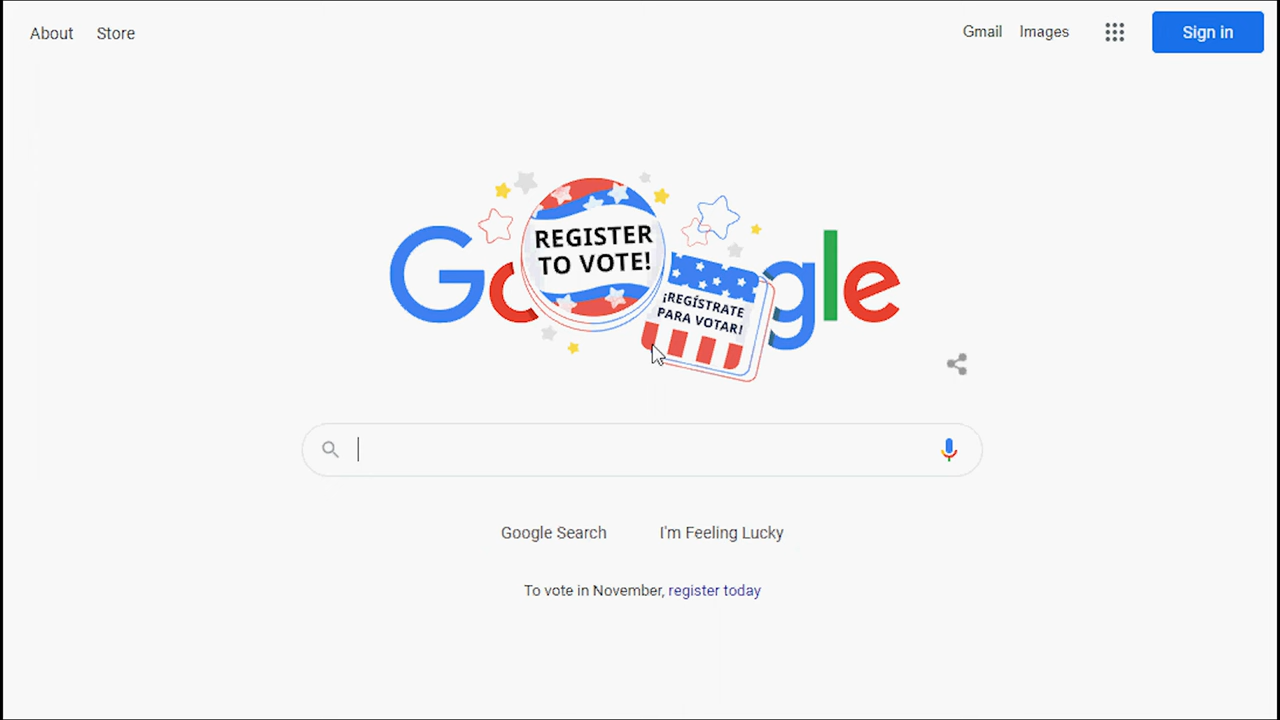 About Store
Gmail Images
Sign in
Google
REGISTER
TO VOTE!
¡REGÍSTRATE
PARA VOTAR!
Google Search
I'm Feeling Lucky
To vote in November, register today